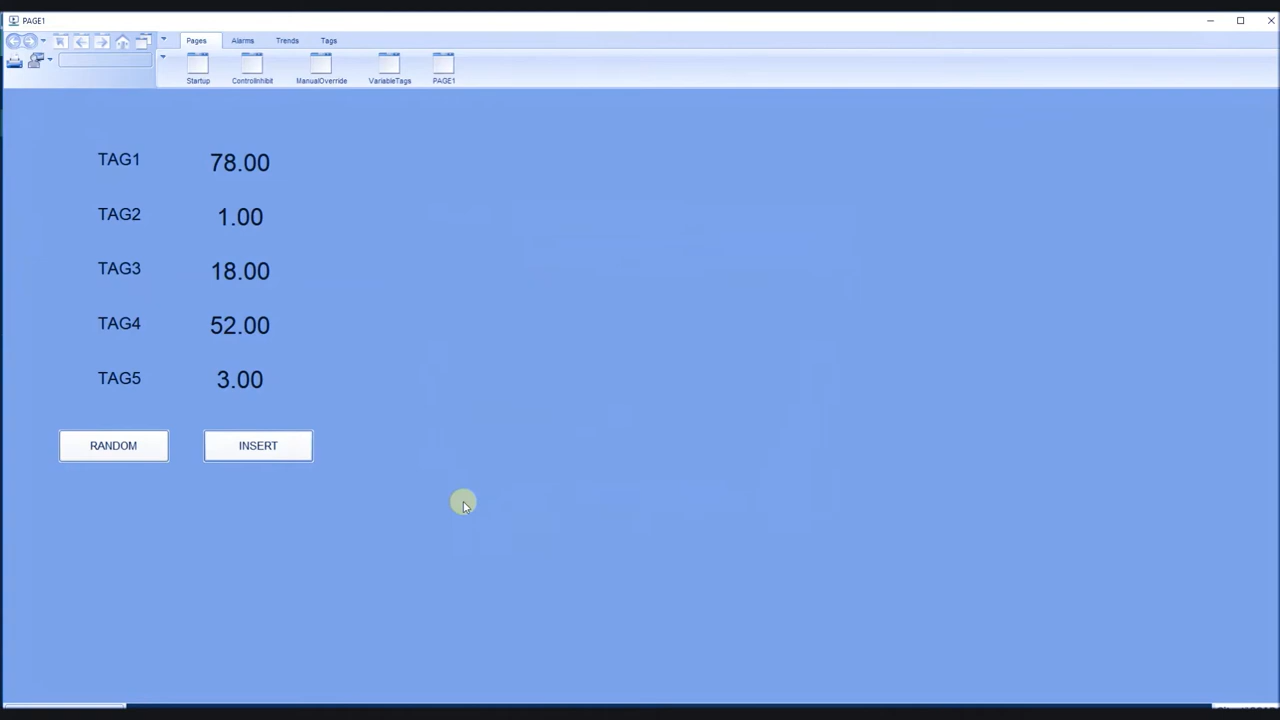 PAGE1
Pages Alarms Trends Tags
Startup ControlInhibit ManualOverride VariableTags PAGE1
TAG1 78.00
TAG2 1.00
TAG3 18.00
TAG4 52.00
TAG5 3.00
RANDOM INSERT